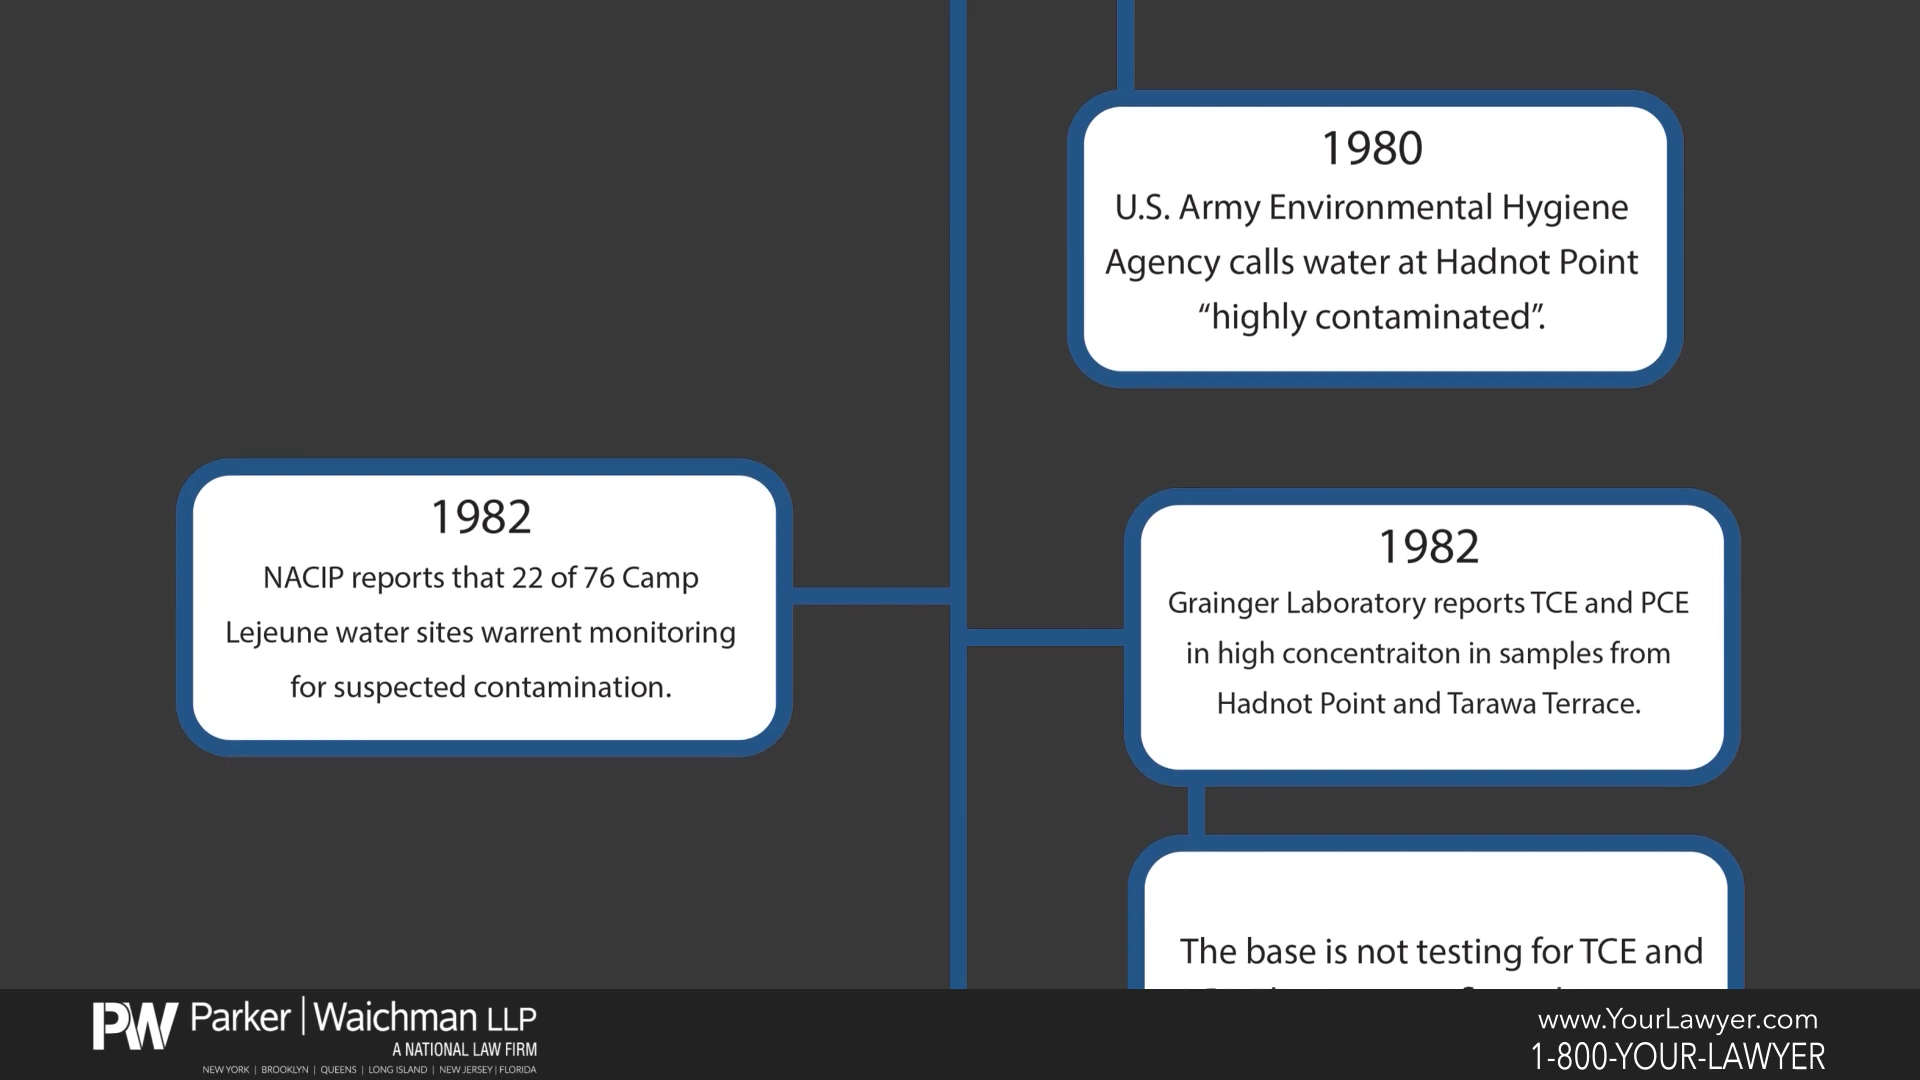 1980
U.S. Army Environmental Hygiene
Agency calls water at Hadnot Point
“highly contaminated”.
1982
NACIP reports that 22 of 76 Camp
Lejeune water sites warrent monitoring
for suspected contamination.
1982
Grainger Laboratory reports TCE and PCE
in high concentraiton in samples from
Hadnot Point and Tarawa Terrace.
The base is not testing for TCE and
PW Parker | Waichman LLP
A NATIONAL LAW FIRM
NEW YORK | BROOKLYN | QUEENS | LONG ISLAND | NEW JERSEY | FLORIDA
www.YourLawyer.com
1-800-YOUR-LAWYER